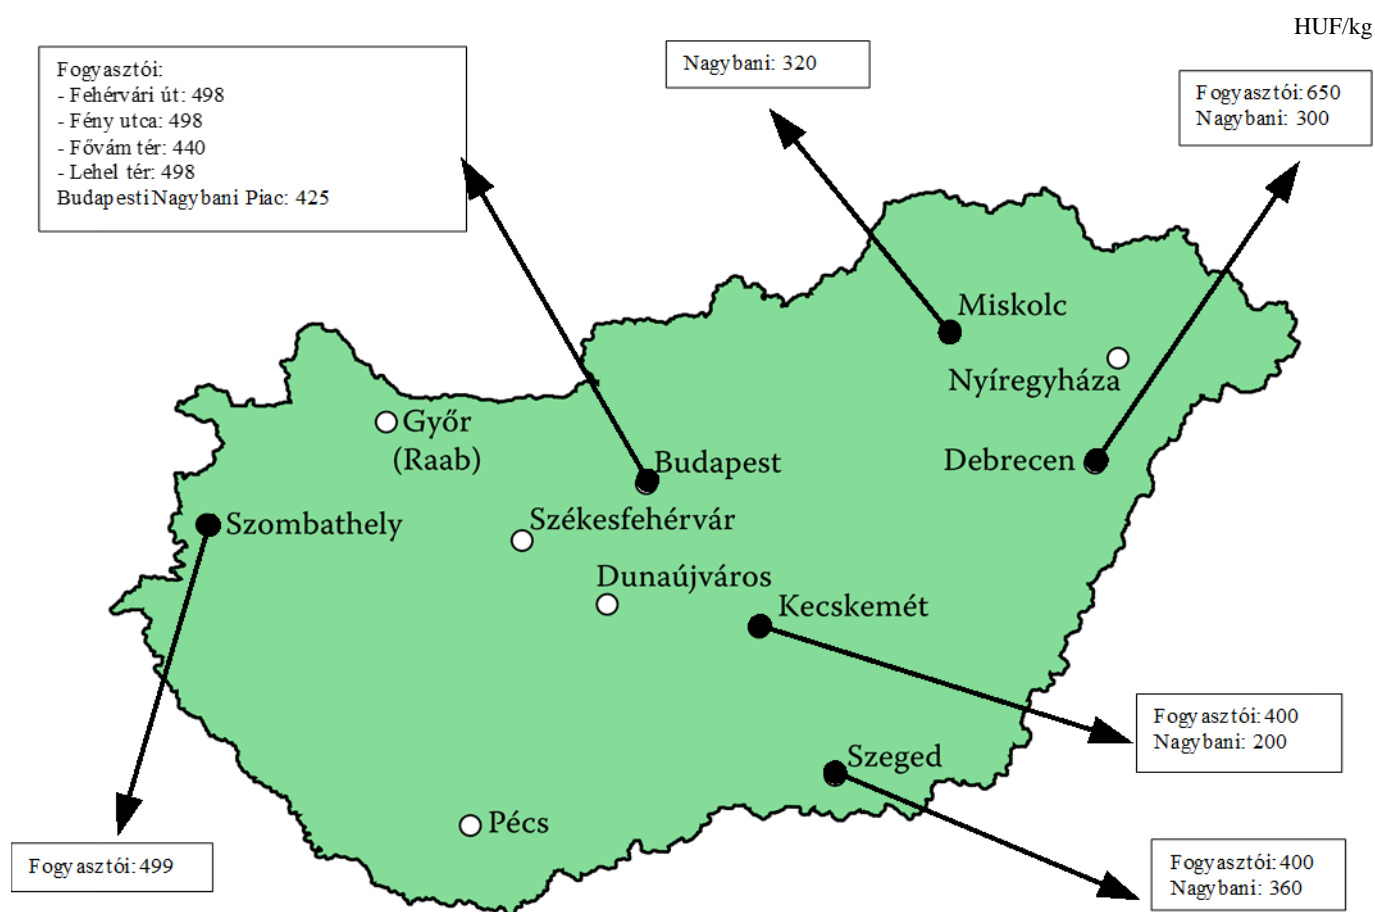 HUF/kg
Fogyasztói:
- Fehérvári út: 498
- Fény utca: 498
- Fővám tér: 440
- Lehel tér: 498
Budapesti Nagybani Piac: 425
Nagybani: 320
Fogyasztói: 650
Nagybani: 300
Miskolc
Nyíregyháza
Győr
(Raab)
Budapest
Debrecen
Szombathely
Székesfehérvár
Dunaújváros
Kecskemét
Fogyasztói: 400
Nagybani: 200
Szeged
Pécs
Fogyasztói: 499
Fogyasztói: 400
Nagybani: 360